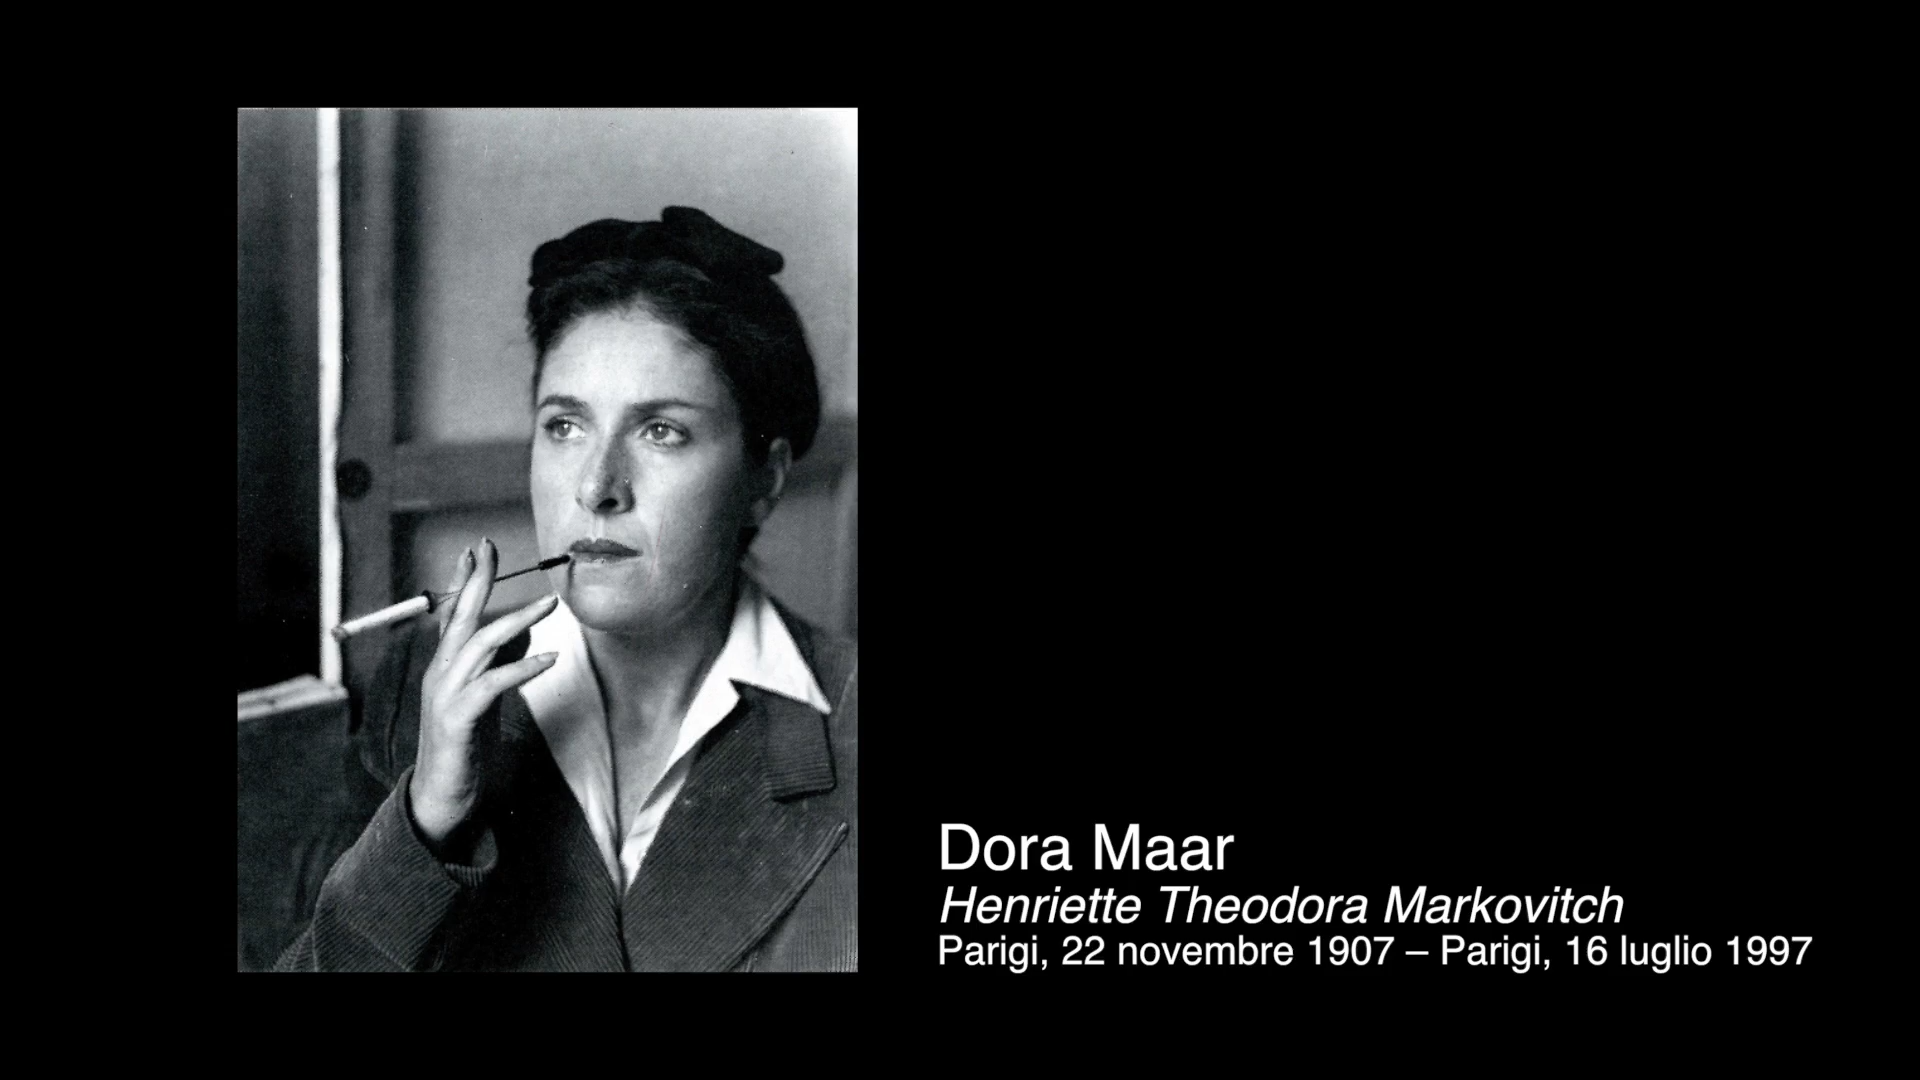 Dora Maar
Henriette Theodora Markovitch
Parigi, 22 novembre 1907 – Parigi, 16 luglio 1997